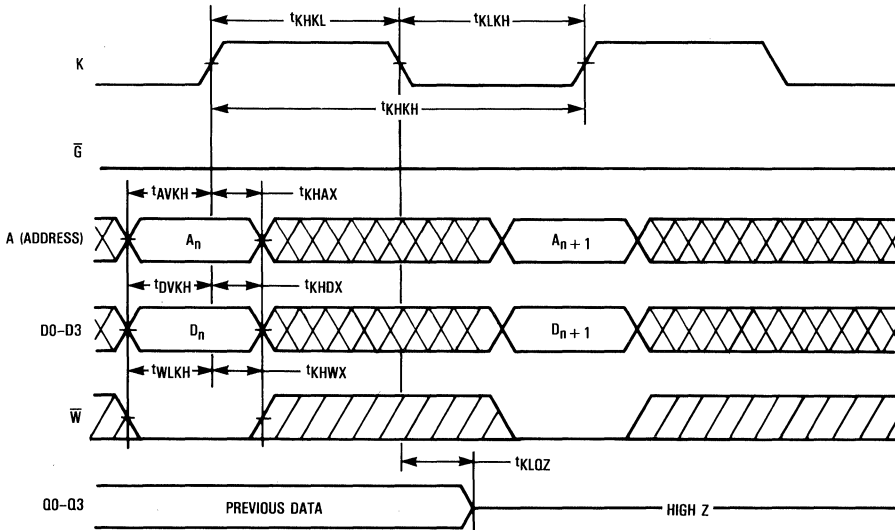 tKHKL tKLKH
K
tKHKH
G̅
tAVKH tKHAX
A (ADDRESS) An An + 1
tDVKH tKHDX
D0–D3 Dn Dn + 1
tWLKH tKHWX
W̅
tKLQZ
Q0–Q3 PREVIOUS DATA HIGH Z